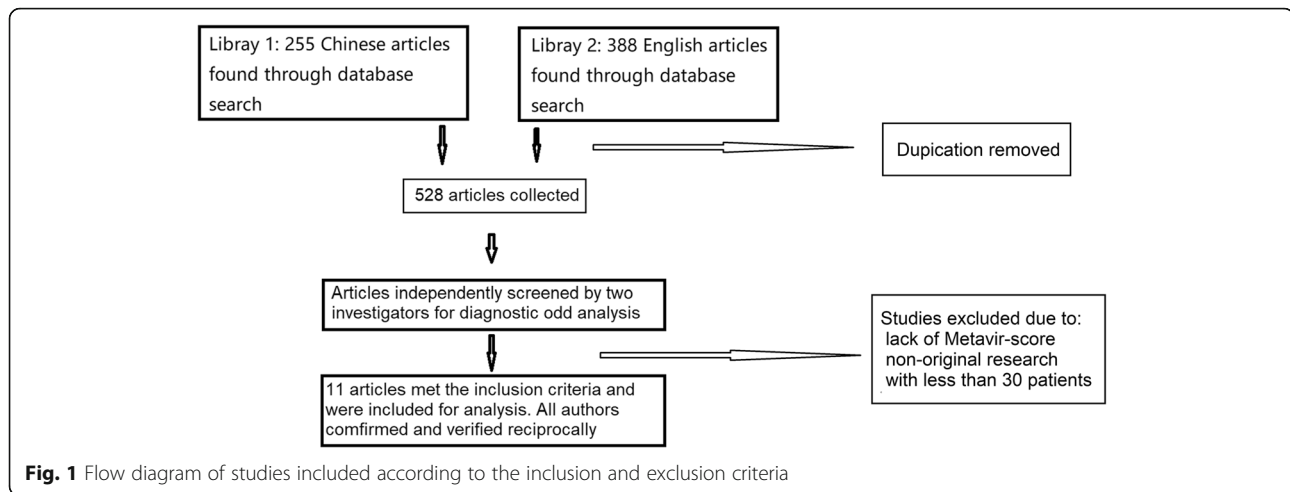 Libray 1: 255 Chinese articles
found through database
search
Libray 2: 388 English articles
found through database
search
Dupication removed
528 articles collected
Articles independently screened by two
investigators for diagnostic odd analysis
Studies excluded due to:
lack of Metavir-score
non-original research
with less than 30 patients
11 articles met the inclusion criteria and
were included for analysis. All authors
comfirmed and verified reciprocally
Fig. 1 Flow diagram of studies included according to the inclusion and exclusion criteria